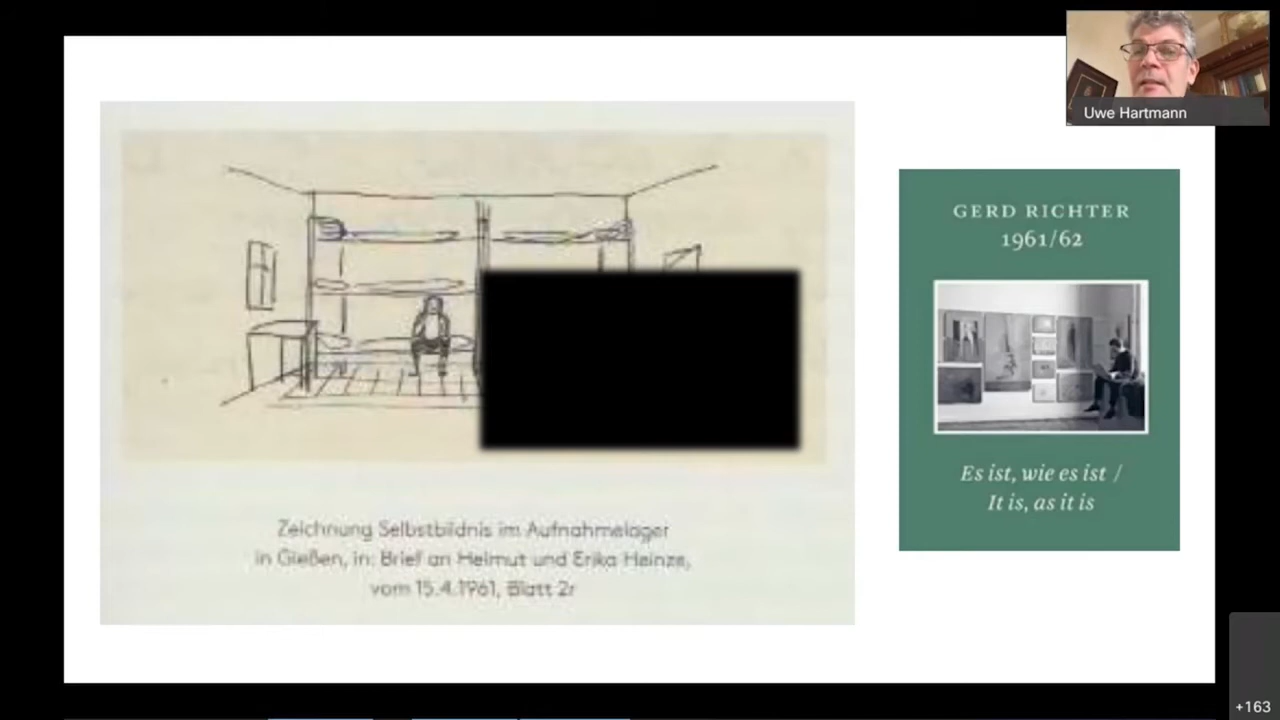 Uwe Hartmann
Zeichnung Selbstbildnis im Aufnahmelager
in Gießen, in: Brief an Helmut und Erika Heinze,
vom 15.4.1961, Blatt 2r
GERD RICHTER
1961/62
Es ist, wie es ist /
It is, as it is
+163